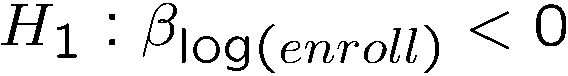 H₁ : β_log(enroll) < 0